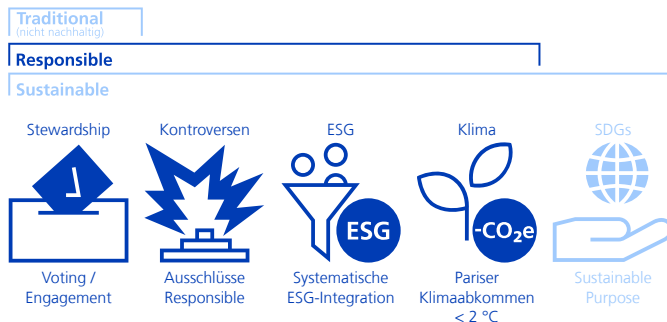 Traditional
(nicht nachhaltig)
Responsible
Sustainable
Stewardship
Kontroversen
ESG
Klima
SDGs
ESG
-CO₂e
Voting /
Engagement
Ausschlüsse
Responsible
Systematische
ESG-Integration
Pariser
Klimaabkommen
< 2 °C
Sustainable
Purpose